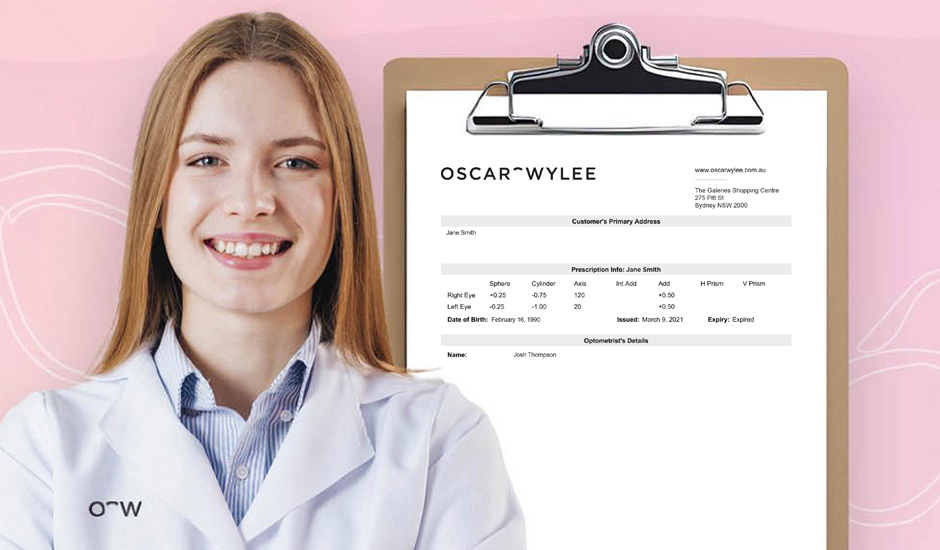 OSCAR WYLEE
www.oscarwylee.com.au
The Galeries Shopping Centre
275 Pitt St
Sydney NSW 2000
Customer's Primary Address
Jane Smith
Prescription Info: Jane Smith
Sphere Cylinder Axis Int Add Add H Prism V Prism
Right Eye +0.25 -0.75 120 +0.50
Left Eye -0.25 -1.00 20 +0.50
Date of Birth: February 16, 1990 Issued: March 9, 2021 Expiry: Expired
Optometrist's Details
Name: Josh Thompson
O W